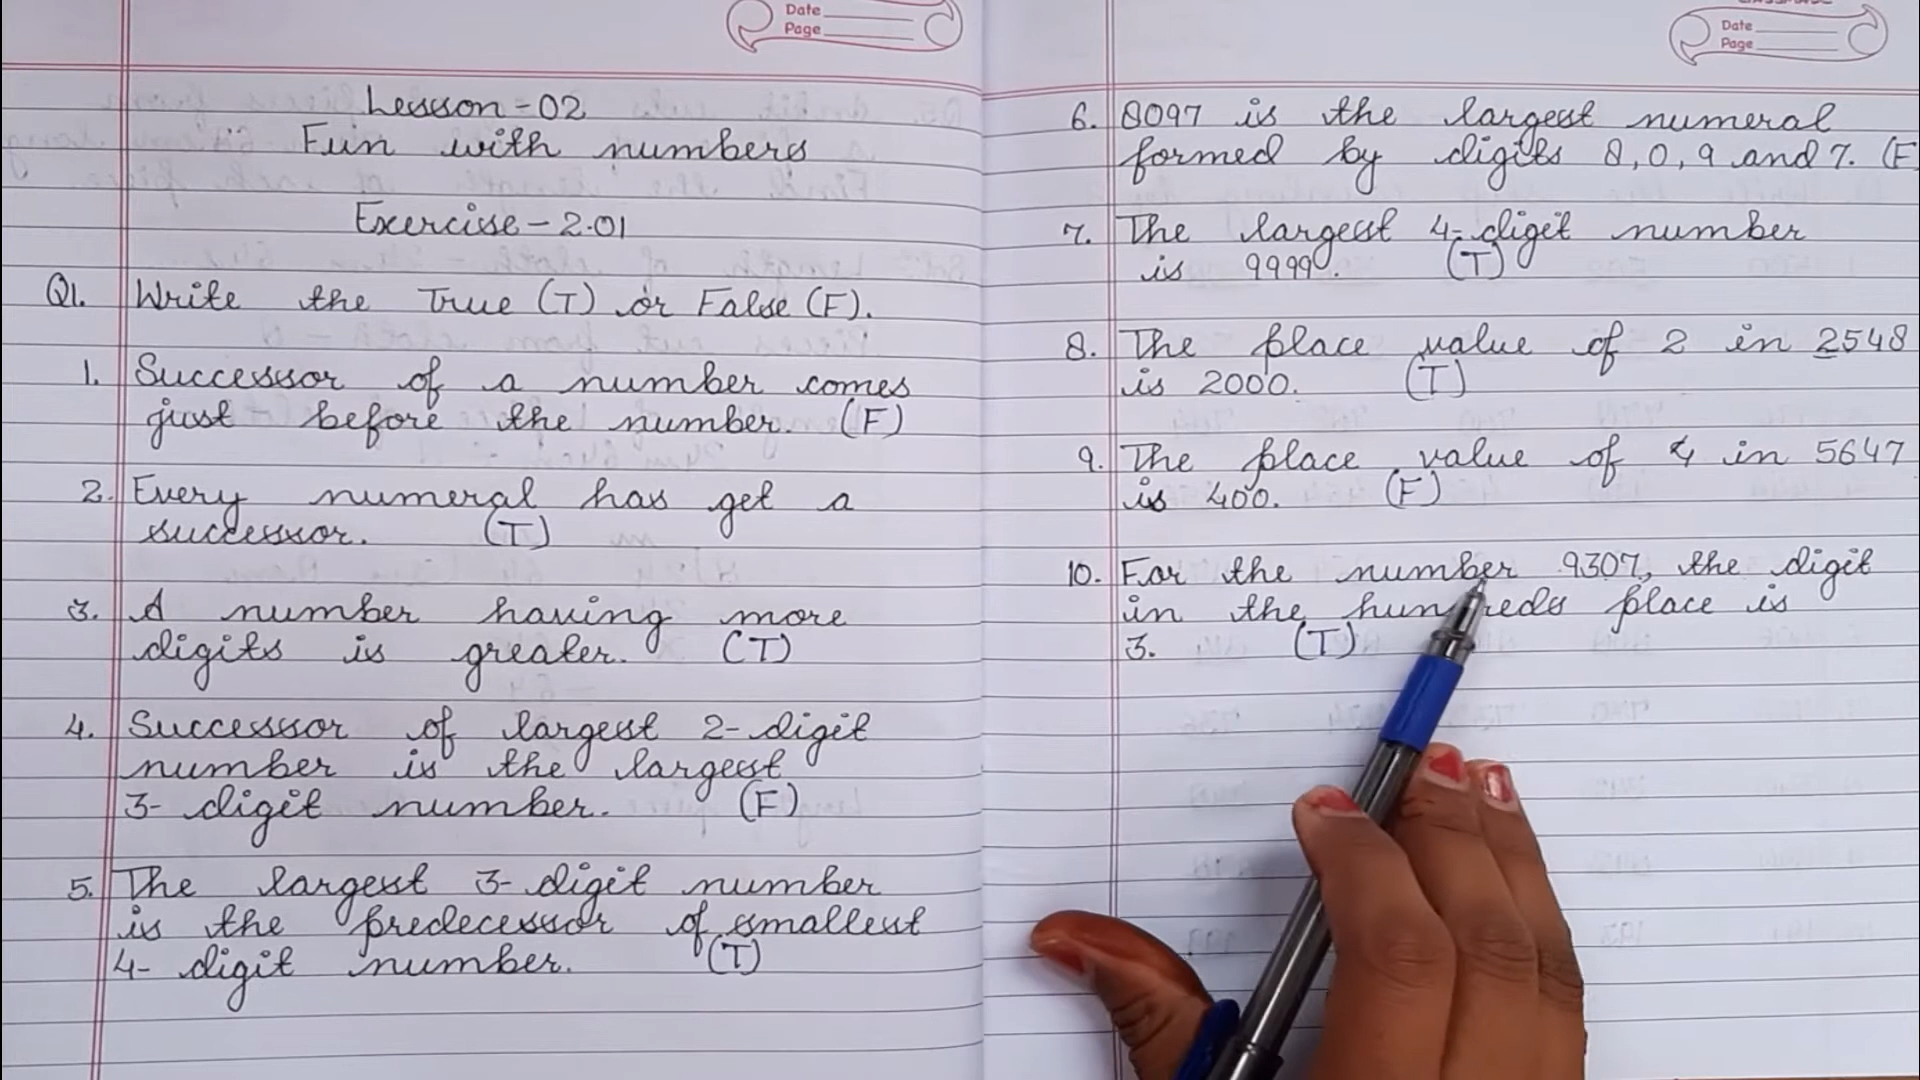 Date
Page
Lesson - 02
Fun with numbers
Exercise - 2.01
Q1. Write the True (T) or False (F).
1. Successor of a number comes
just before the number. (F)
2. Every numeral has get a
successor. (T)
3. A number having more
digits is greater. (T)
4. Successor of largest 2- digit
number is the largest
3- digit number. (F)
5. The largest 3- digit number
is the predecessor of smallest
4- digit number. (T)
Date
Page
6. 8097 is the largest numeral
formed by digits 8, 0, 9 and 7. (F
7. The largest 4- digit number
is 9999. (T)
8. The place value of 2 in 2548
is 2000. (T)
9. The place value of 4 in 5647
is 400. (F)
10. For the number 9307, the digit
in the hundreds place is
3. (T)